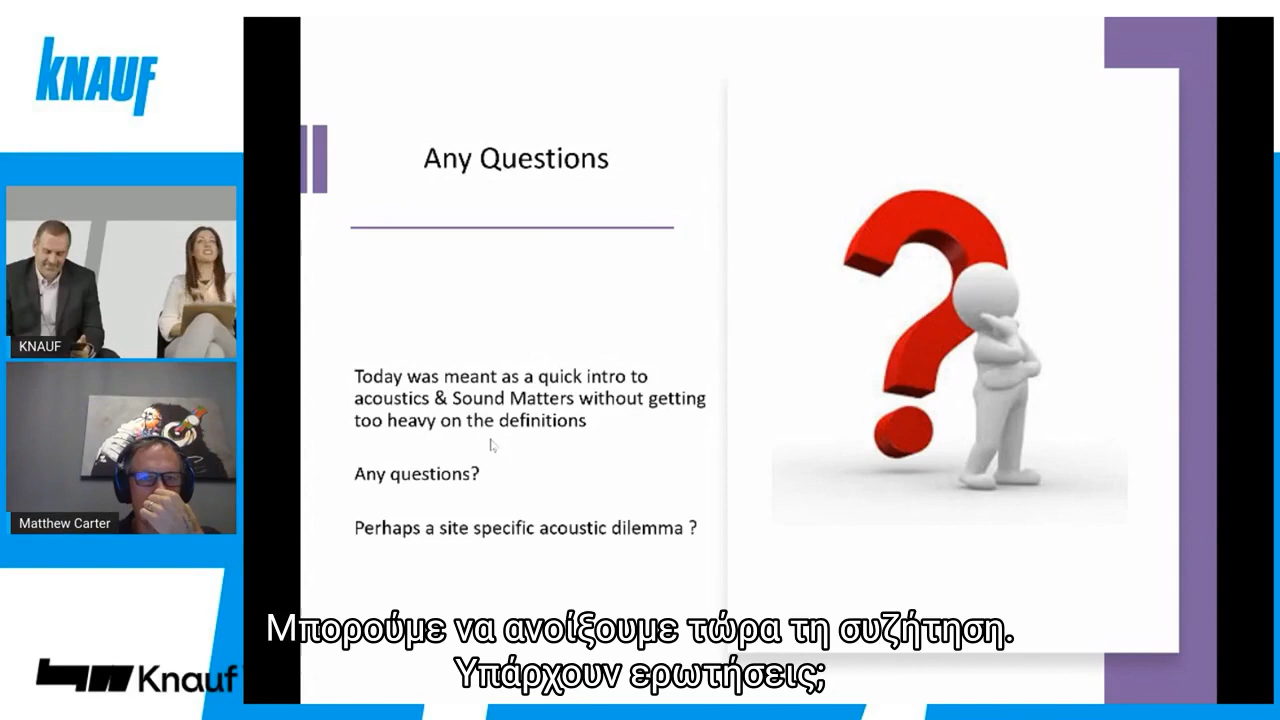 KNAUF
KNAUF
Matthew Carter
Knauf
Any Questions
Today was meant as a quick intro to
acoustics & Sound Matters without getting
too heavy on the definitions
Any questions?
Perhaps a site specific acoustic dilemma ?
Μπορούμε να ανοίξουμε τώρα τη συζήτηση.
Υπάρχουν ερωτήσεις;